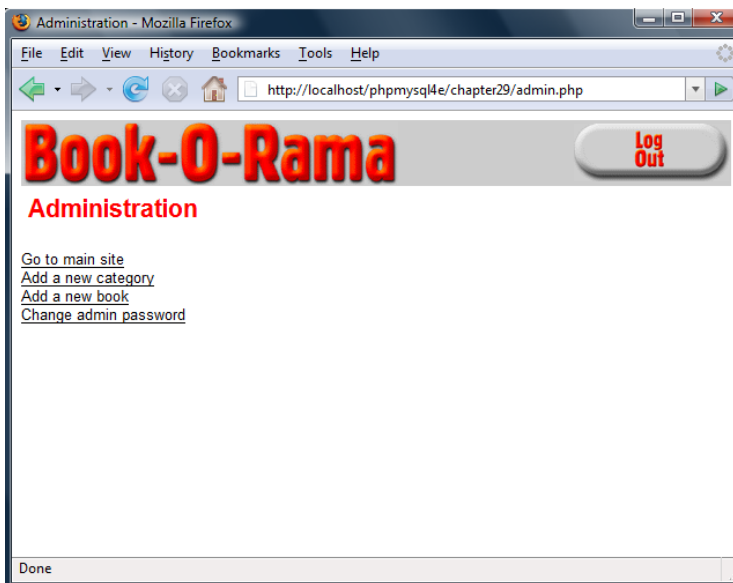 Administration - Mozilla Firefox
File Edit View History Bookmarks Tools Help
http://localhost/phpmysql4e/chapter29/admin.php
Book-O-Rama
Log
Out
Administration
Go to main site
Add a new category
Add a new book
Change admin password
Done